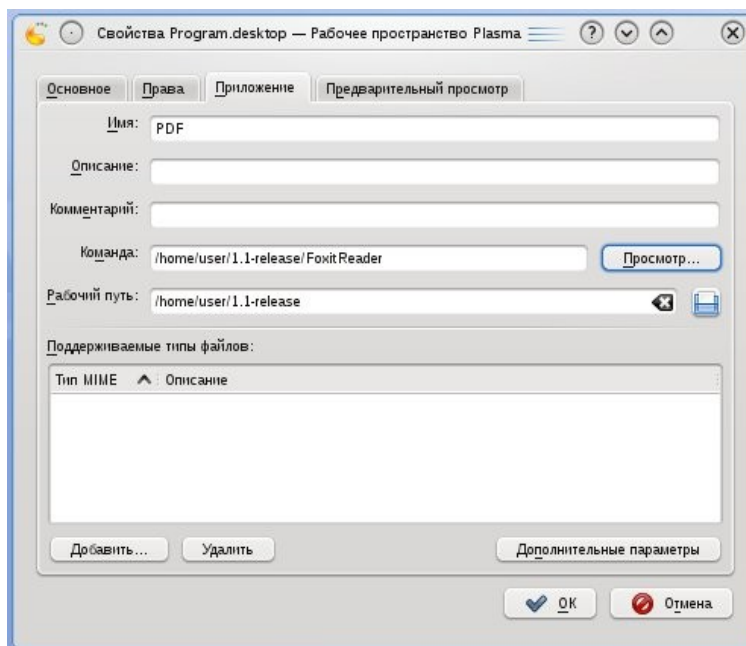 Свойства Program.desktop — Рабочее пространство Plasma
Основное Права Приложение Предварительный просмотр
Имя: PDF
Описание:
Комментарий:
Команда: /home/user/1.1-release/FoxitReader Просмотр...
Рабочий путь: /home/user/1.1-release
Поддерживаемые типы файлов:
Тип MIME Описание
Добавить... Удалить Дополнительные параметры
OK Отмена